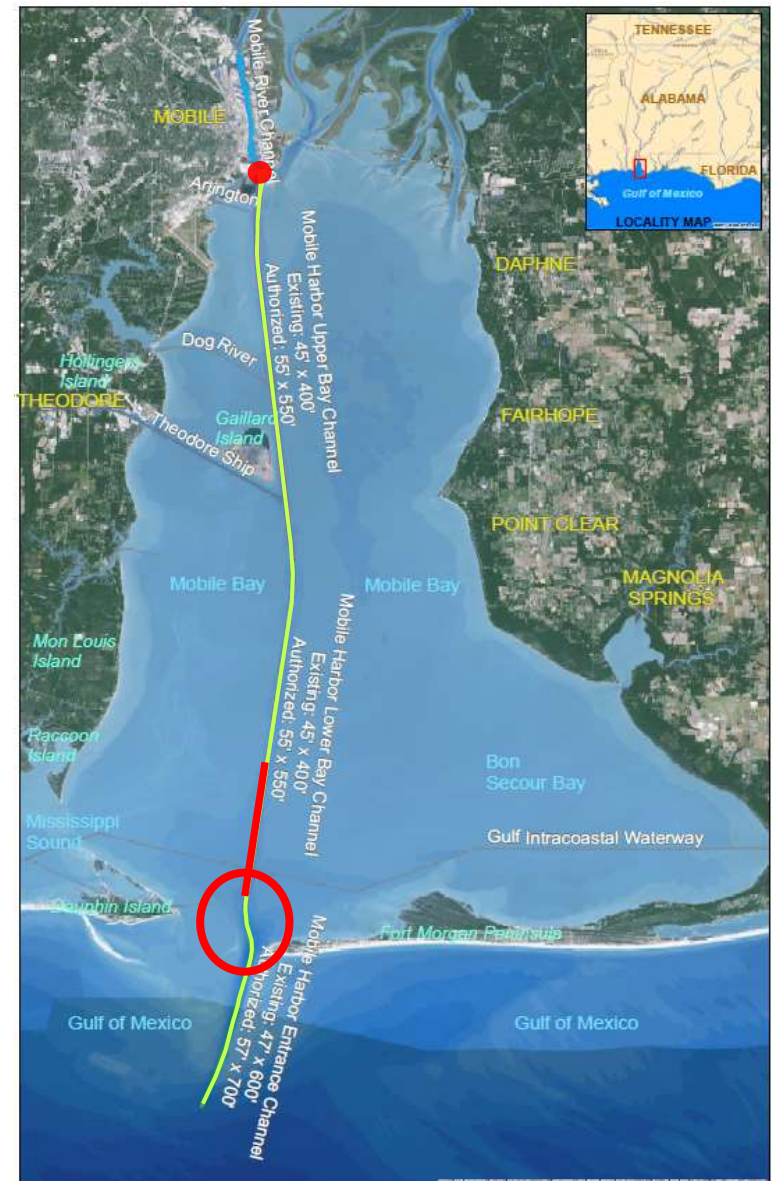 TENNESSEE
ALABAMA
FLORIDA
Gulf of Mexico
LOCALITY MAP
Mobile River Channel
MOBILE
Arlington
DAPHNE
Mobile Harbor Upper Bay Channel
Existing: 45' x 400'
Authorized: 55' x 550'
Dog River
Hollingers
Island
THEODORE
Theodore Ship
Gaillard
Island
FAIRHOPE
POINT CLEAR
MAGNOLIA
SPRINGS
Mobile Bay
Mobile Bay
Mobile Harbor Lower Bay Channel
Existing: 45' x 400'
Authorized: 55' x 550'
Mon Louis
Island
Raccoon
Island
Bon
Secour Bay
Mississippi
Sound
Gulf Intracoastal Waterway
Dauphin Island
Fort Morgan Peninsula
Mobile Harbor Entrance Channel
Existing: 47' x 600'
Authorized: 57' x 700'
Gulf of Mexico
Gulf of Mexico